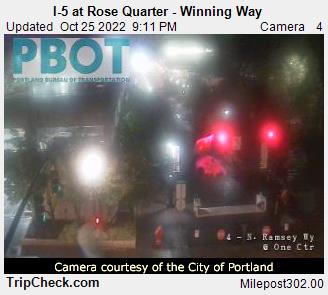 I-5 at Rose Quarter - Winning Way
Updated Oct 25 2022 9:11 PM Camera 4
PBOT
PORTLAND BUREAU OF TRANSPORTATION
4 - N. Ramsey Wy
@ One Ctr
Camera courtesy of the City of Portland
TripCheck.com Milepost302.00